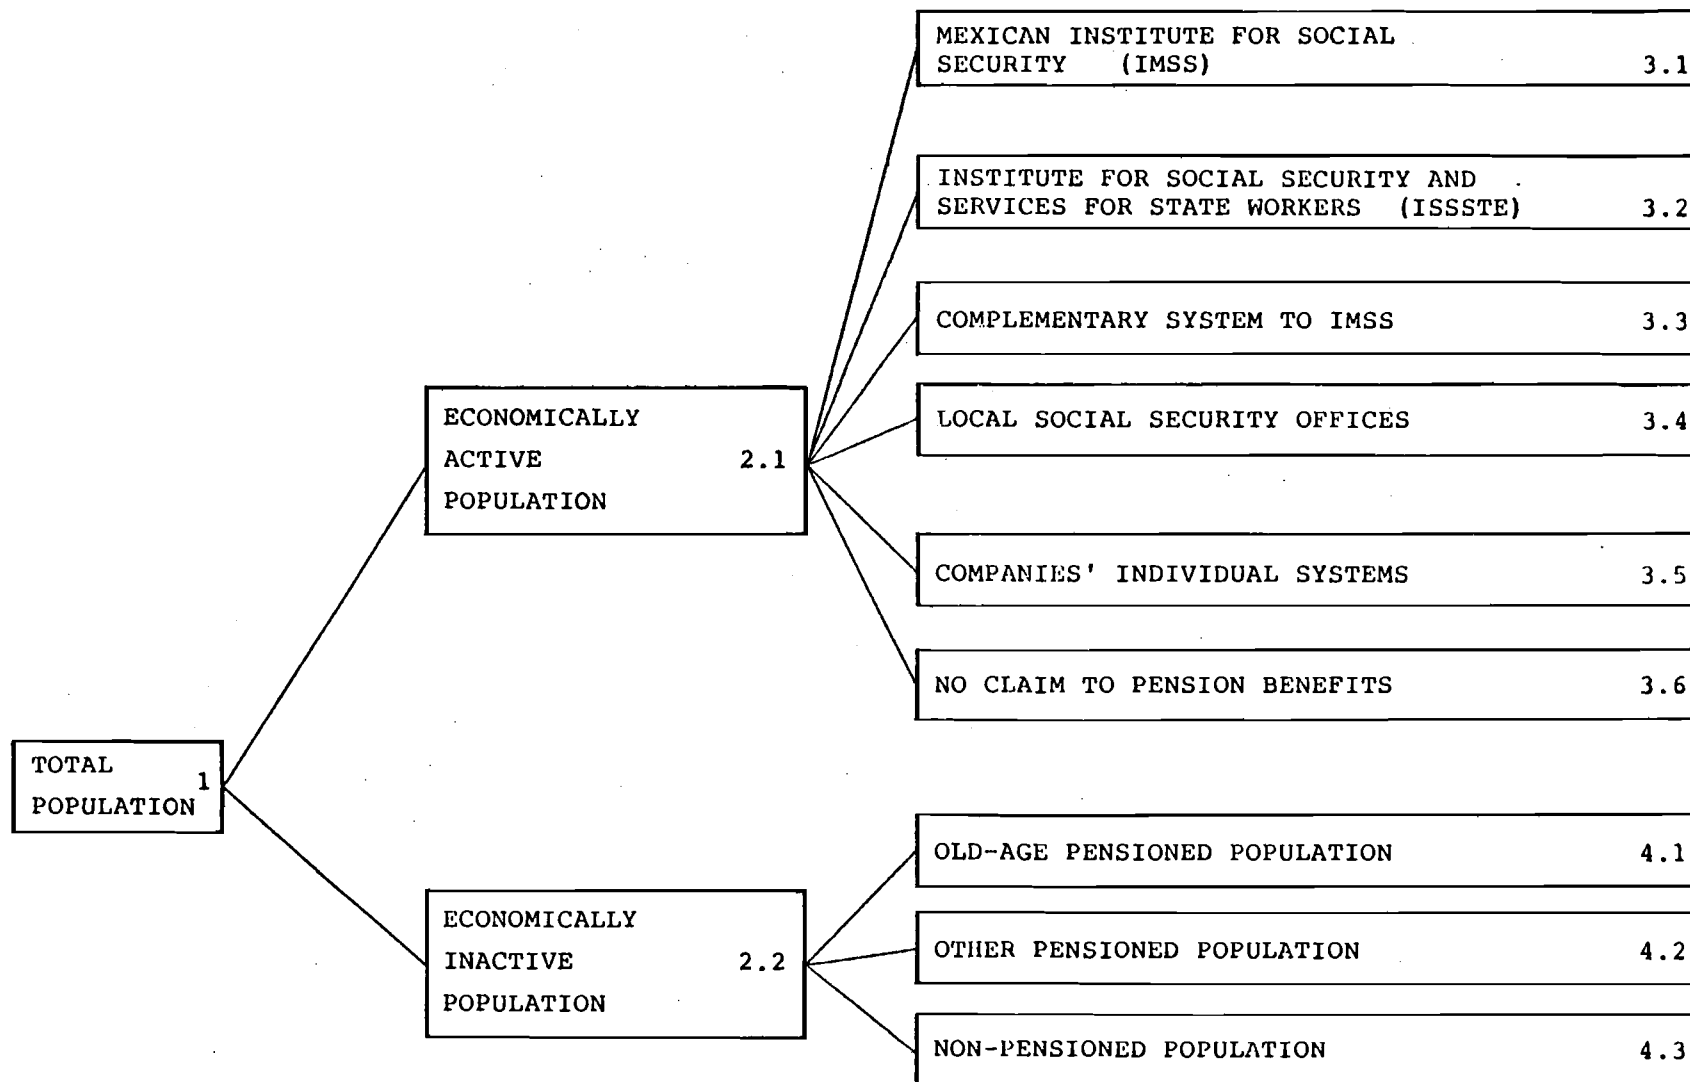 MEXICAN INSTITUTE FOR SOCIAL
SECURITY (IMSS) 3.1
INSTITUTE FOR SOCIAL SECURITY AND
SERVICES FOR STATE WORKERS (ISSSTE) 3.2
COMPLEMENTARY SYSTEM TO IMSS 3.3
LOCAL SOCIAL SECURITY OFFICES 3.4
ECONOMICALLY
ACTIVE 2.1
POPULATION
COMPANIES' INDIVIDUAL SYSTEMS 3.5
NO CLAIM TO PENSION BENEFITS 3.6
TOTAL 1
POPULATION
OLD-AGE PENSIONED POPULATION 4.1
ECONOMICALLY
INACTIVE 2.2
POPULATION
OTHER PENSIONED POPULATION 4.2
NON-PENSIONED POPULATION 4.3